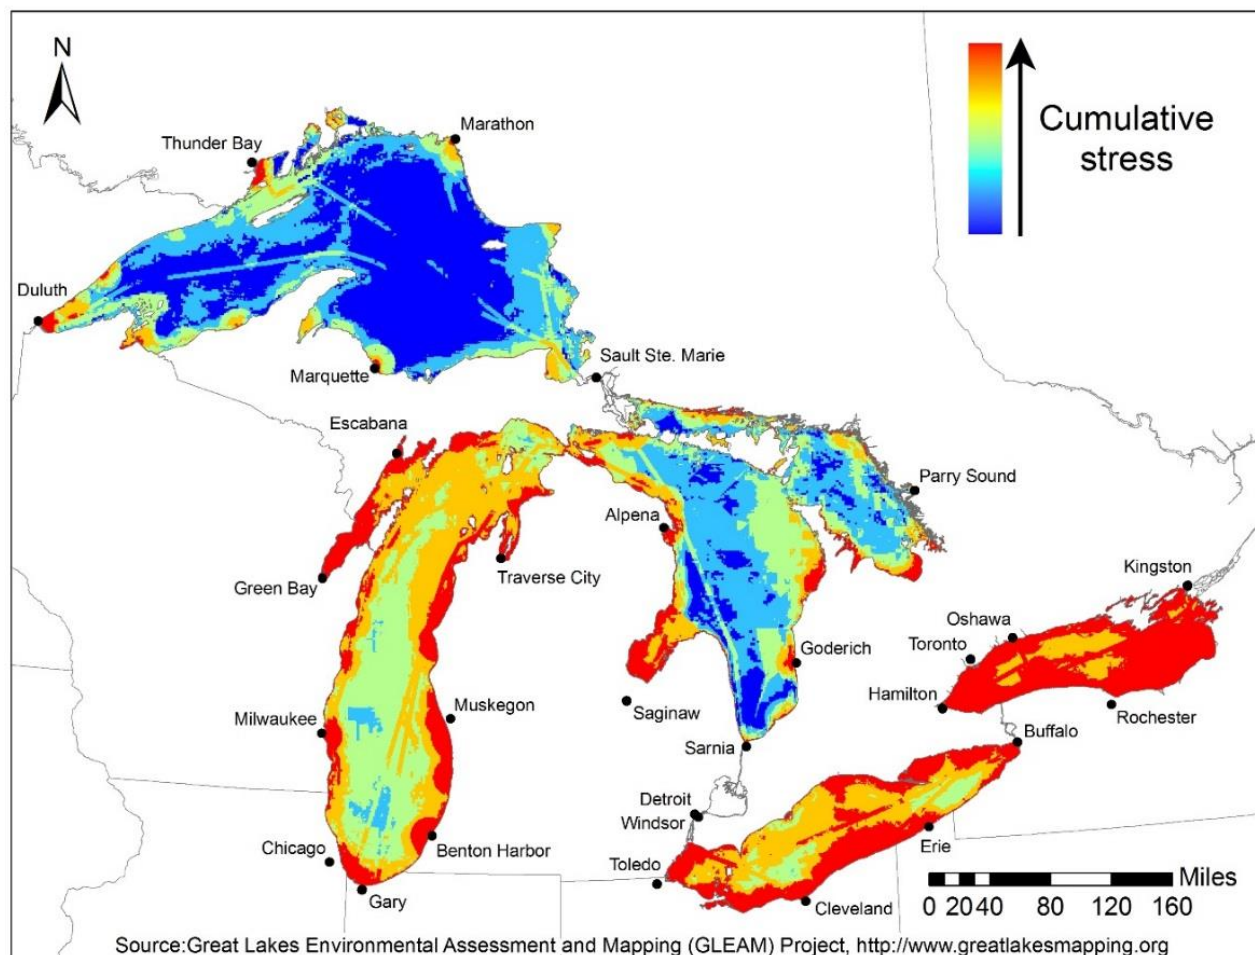 N
Cumulative
stress
Marathon
Thunder Bay
Duluth
Marquette
Sault Ste. Marie
Escabana
Parry Sound
Alpena
Green Bay
Traverse City
Kingston
Oshawa
Toronto
Goderich
Hamilton
Saginaw
Rochester
Milwaukee
Muskegon
Buffalo
Sarnia
Detroit
Windsor
Chicago
Benton Harbor
Toledo
Erie
Gary
Cleveland
Miles
0 20 40 80 120 160
Source:Great Lakes Environmental Assessment and Mapping (GLEAM) Project, http://www.greatlakesmapping.org